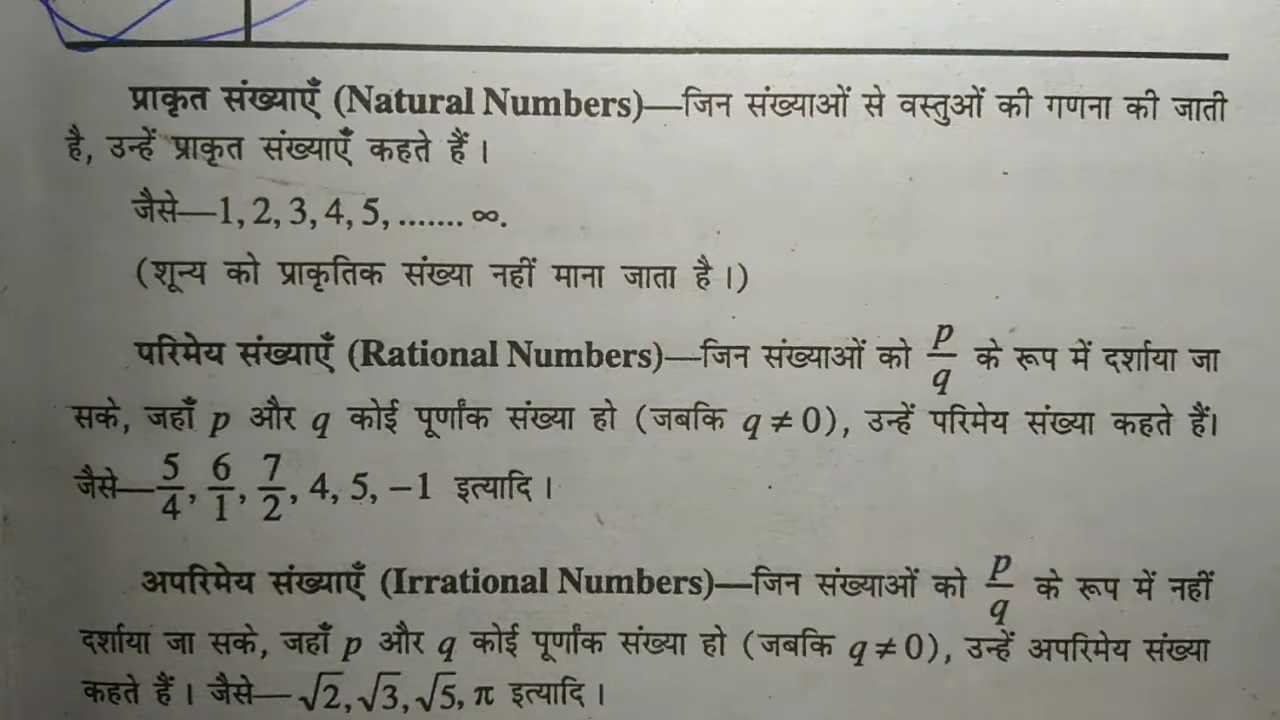 प्राकृत संख्याएँ (Natural Numbers)—जिन संख्याओं से वस्तुओं की गणना की जाती
है, उन्हें प्राकृत संख्याएँ कहते हैं ।
जैसे—1, 2, 3, 4, 5, ....... ∞.
(शून्य को प्राकृतिक संख्या नहीं माना जाता है ।)
परिमेय संख्याएँ (Rational Numbers)—जिन संख्याओं को p/q के रूप में दर्शाया जा
सके, जहाँ p और q कोई पूर्णांक संख्या हो (जबकि q ≠ 0), उन्हें परिमेय संख्या कहते हैं।
जैसे—5/4, 6/1, 7/2, 4, 5, −1 इत्यादि ।
अपरिमेय संख्याएँ (Irrational Numbers)—जिन संख्याओं को p/q के रूप में नहीं
दर्शाया जा सके, जहाँ p और q कोई पूर्णांक संख्या हो (जबकि q ≠ 0), उन्हें अपरिमेय संख्या
कहते हैं । जैसे—√2, √3, √5, π इत्यादि ।